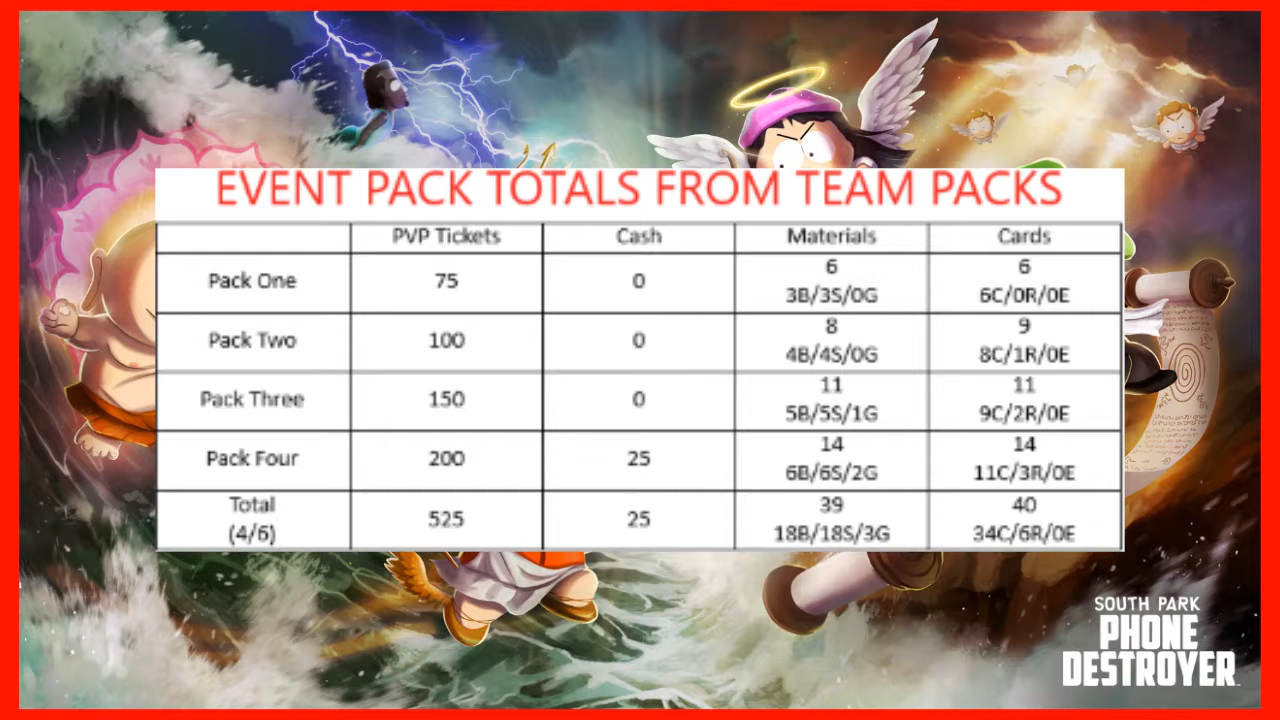 EVENT PACK TOTALS FROM TEAM PACKS
PVP Tickets Cash Materials Cards
Pack One 75 0 6 3B/3S/0G 6 6C/0R/0E
Pack Two 100 0 8 4B/4S/0G 9 8C/1R/0E
Pack Three 150 0 11 5B/5S/1G 11 9C/2R/0E
Pack Four 200 25 14 6B/6S/2G 14 11C/3R/0E
Total (4/6) 525 25 39 18B/18S/3G 40 34C/6R/0E
SOUTH PARK
PHONE
DESTROYER